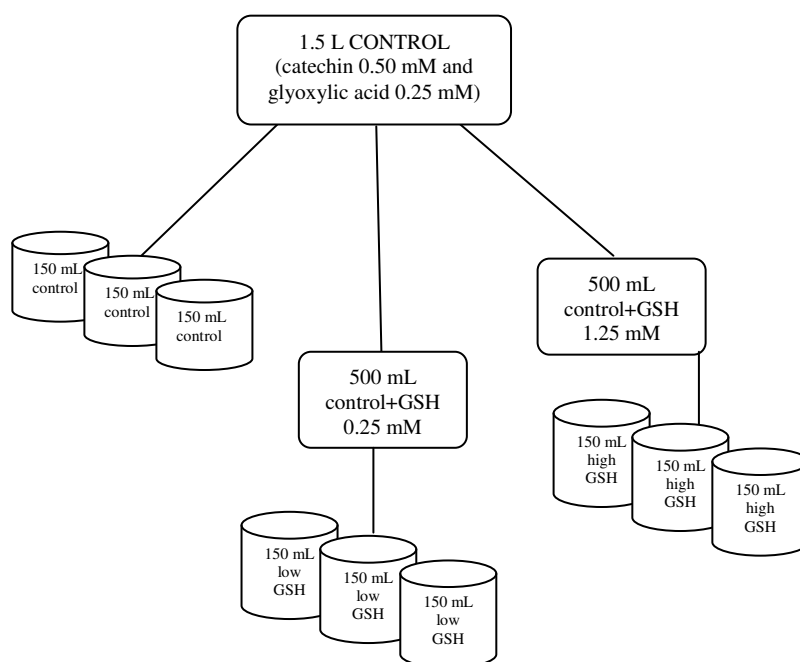 1.5 L CONTROL
(catechin 0.50 mM and
glyoxylic acid 0.25 mM)
150 mL
control
150 mL
control
150 mL
control
500 mL
control+GSH
1.25 mM
500 mL
control+GSH
0.25 mM
150 mL
high
GSH
150 mL
high
GSH
150 mL
high
GSH
150 mL
low
GSH
150 mL
low
GSH
150 mL
low
GSH